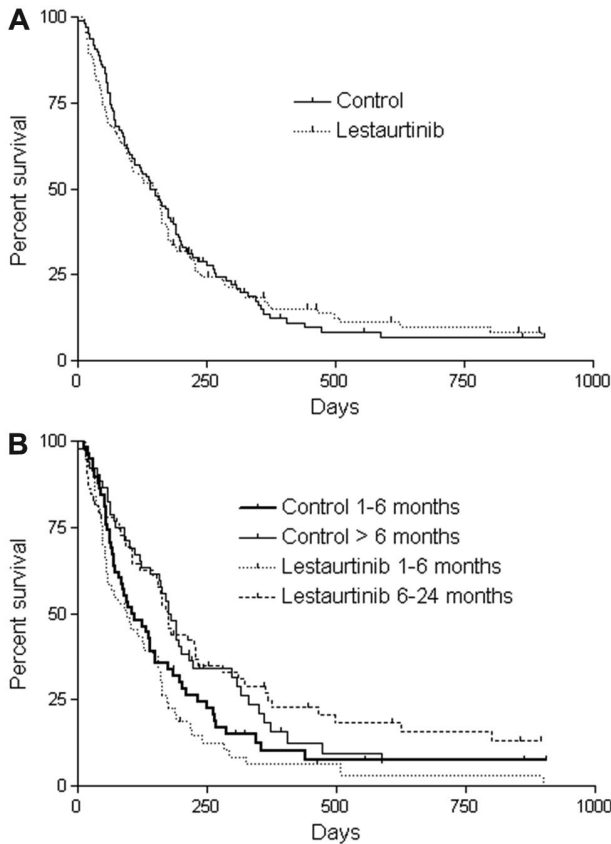 A
100
75
50
25
0
Percent survival
Control
Lestaurtinib
0
250
500
750
1000
Days
B
100
75
50
25
0
Percent survival
Control 1-6 months
Control > 6 months
Lestaurtinib 1-6 months
Lestaurtinib 6-24 months
0
250
500
750
1000
Days